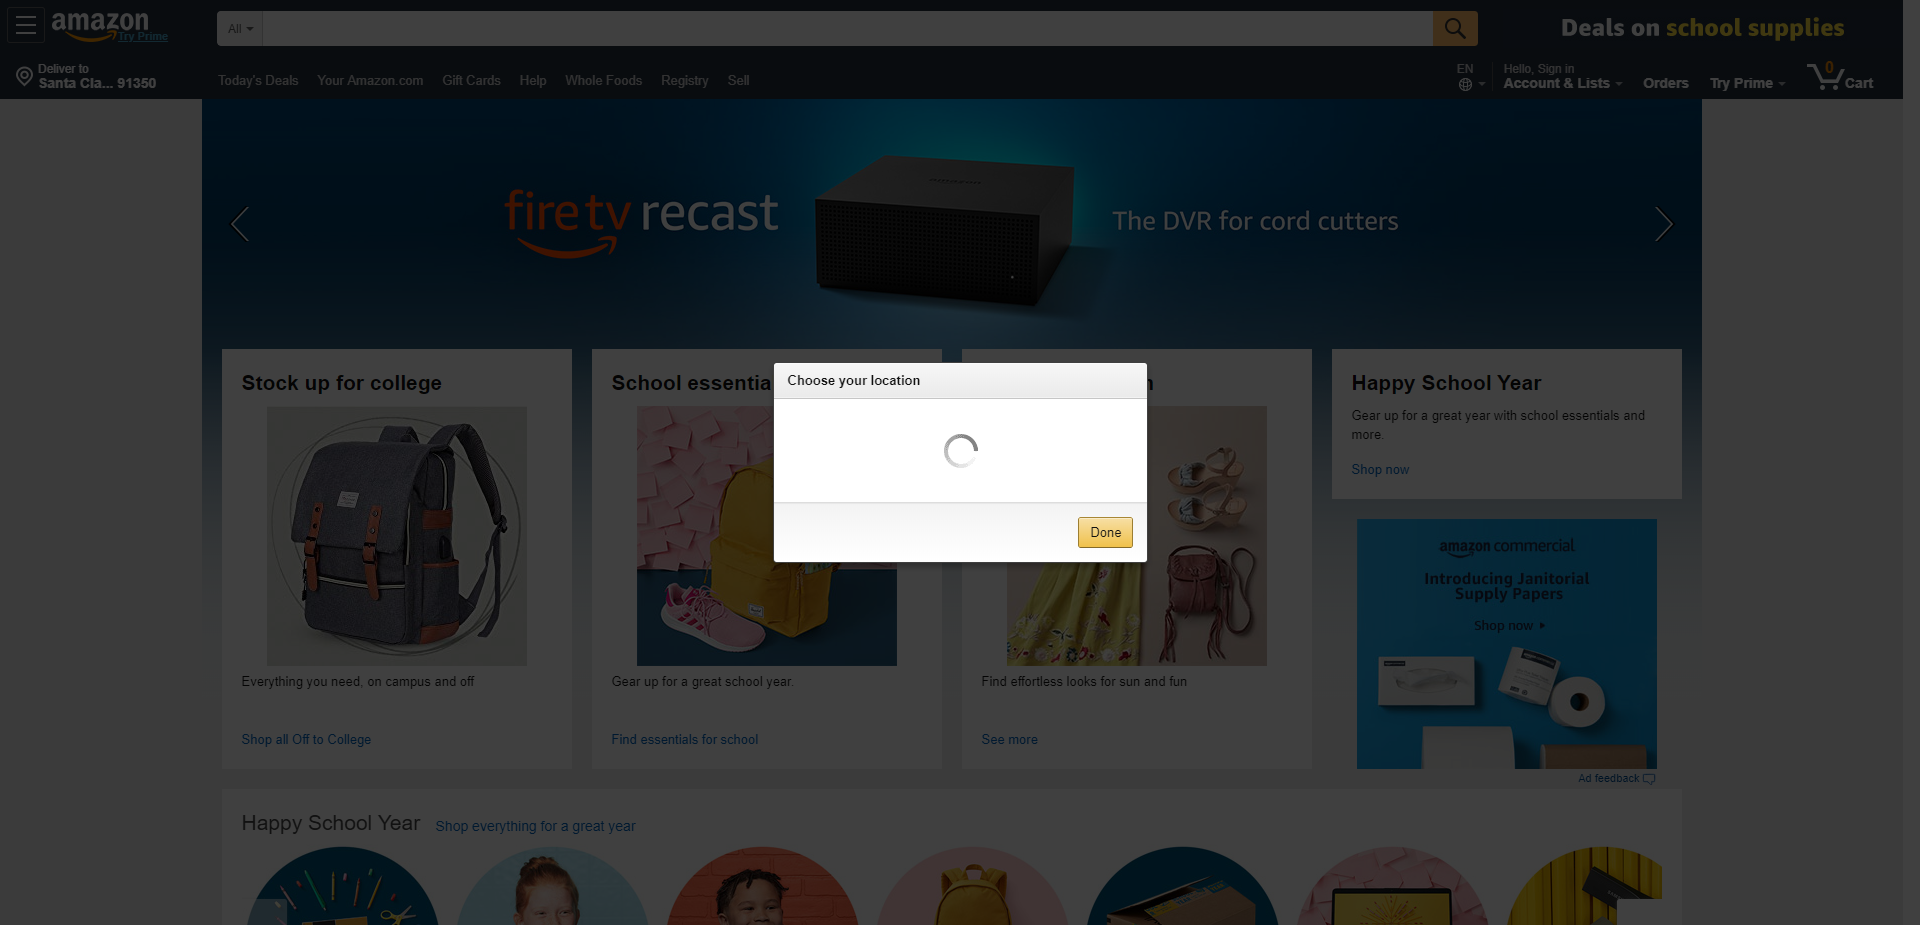 amazon
Try Prime
All
Deals on school supplies
Deliver to
Santa Cla... 91350
Today's Deals
Your Amazon.com
Gift Cards
Help
Whole Foods
Registry
Sell
EN
Hello, Sign in
Account & Lists
Orders
Try Prime
0
Cart
fire tv recast
amazon
The DVR for cord cutters
Stock up for college
Everything you need, on campus and off
Shop all Off to College
School essentia
Gear up for a great school year.
Find essentials for school
Find effortless looks for sun and fun
See more
Choose your location
Done
Happy School Year
Gear up for a great year with school essentials and
more.
Shop now
amazon commercial
Introducing Janitorial
Supply Papers
Shop now
Ad feedback
Happy School Year
Shop everything for a great year